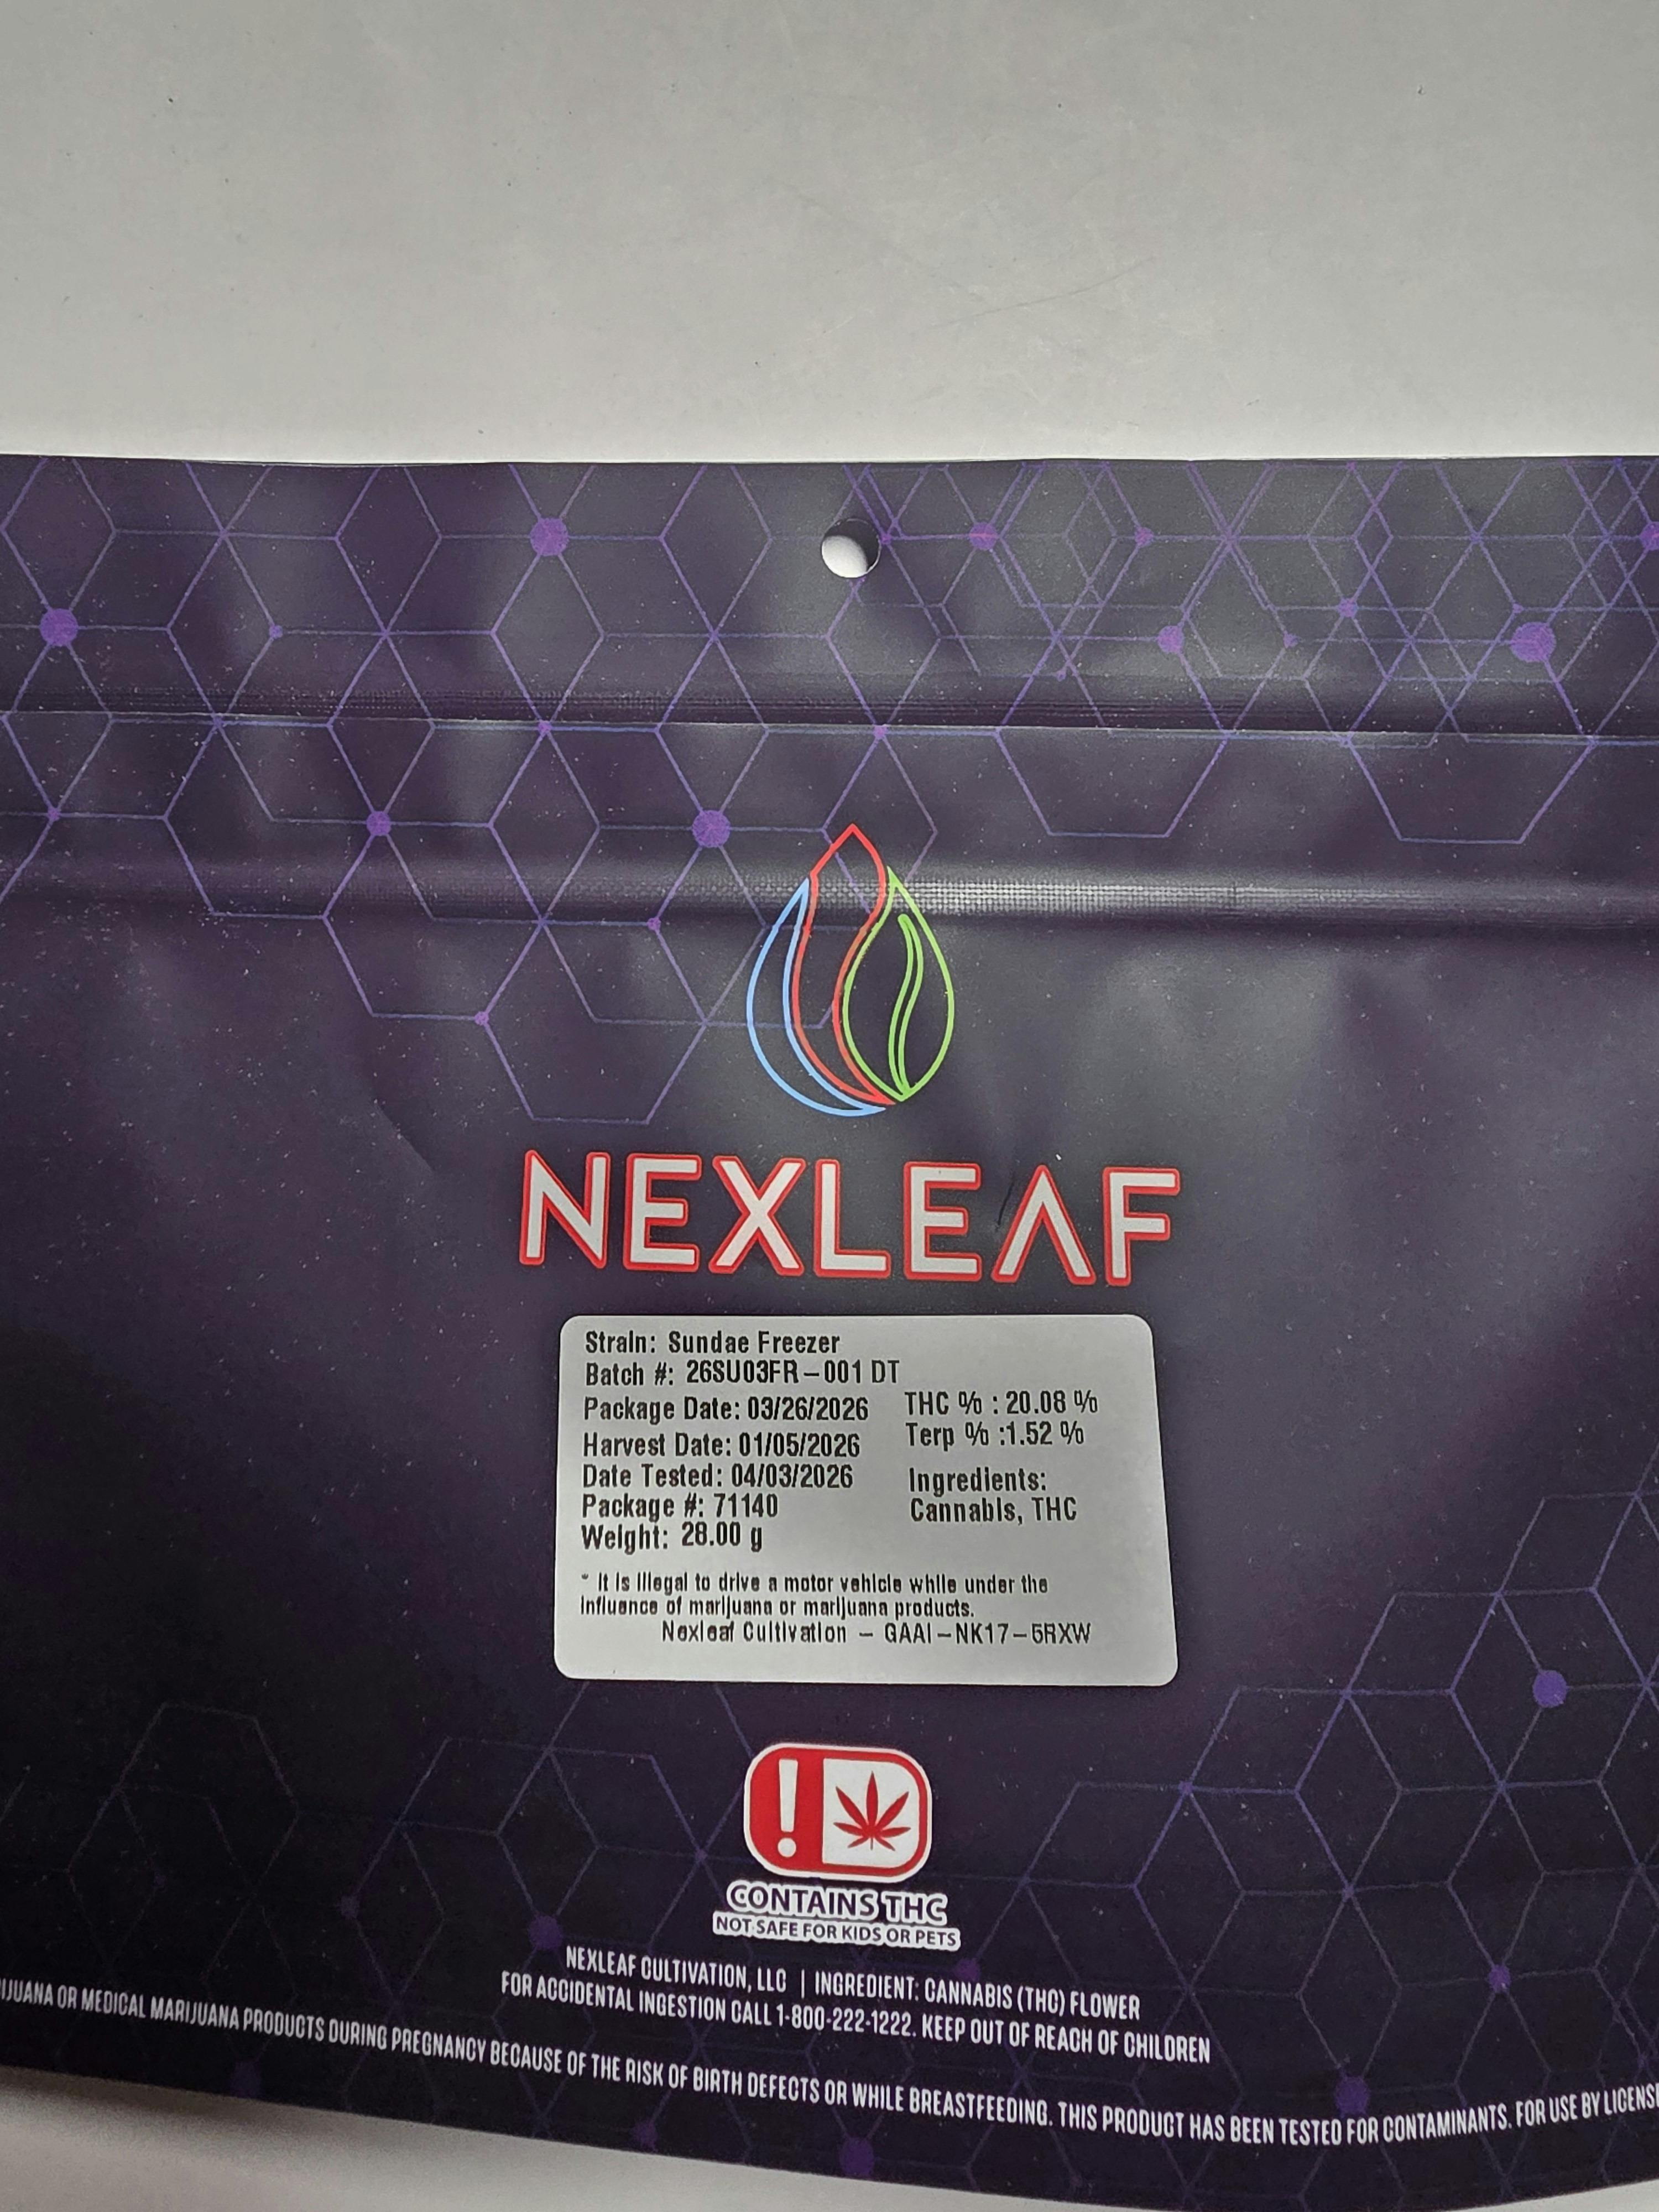 NEXLEAF
Strain: Sundae Freezer
Batch #: 26SU03FR-001 DT
Package Date: 03/26/2026
Harvest Date: 01/05/2026
Date Tested: 04/03/2026
Package #: 71140
Weight: 28.00 g
THC % : 20.08 %
Terp % :1.52 %
Ingredients:
Cannabis, THC
* It is illegal to drive a motor vehicle while under the
influence of marijuana or marijuana products.
Nexleaf Cultivation - GAAI-NK17-5RXW
CONTAINS THC
NOT SAFE FOR KIDS OR PETS
NEXLEAF CULTIVATION, LLC | INGREDIENT: CANNABIS (THC) FLOWER
FOR ACCIDENTAL INGESTION CALL 1-800-222-1222. KEEP OUT OF REACH OF CHILDREN
OR MEDICAL MARIJUANA PRODUCTS DURING PREGNANCY BECAUSE OF THE RISK OF BIRTH DEFECTS OR WHILE BREASTFEEDING. THIS PRODUCT HAS BEEN TESTED FOR CONTAMINANTS. FOR USE BY